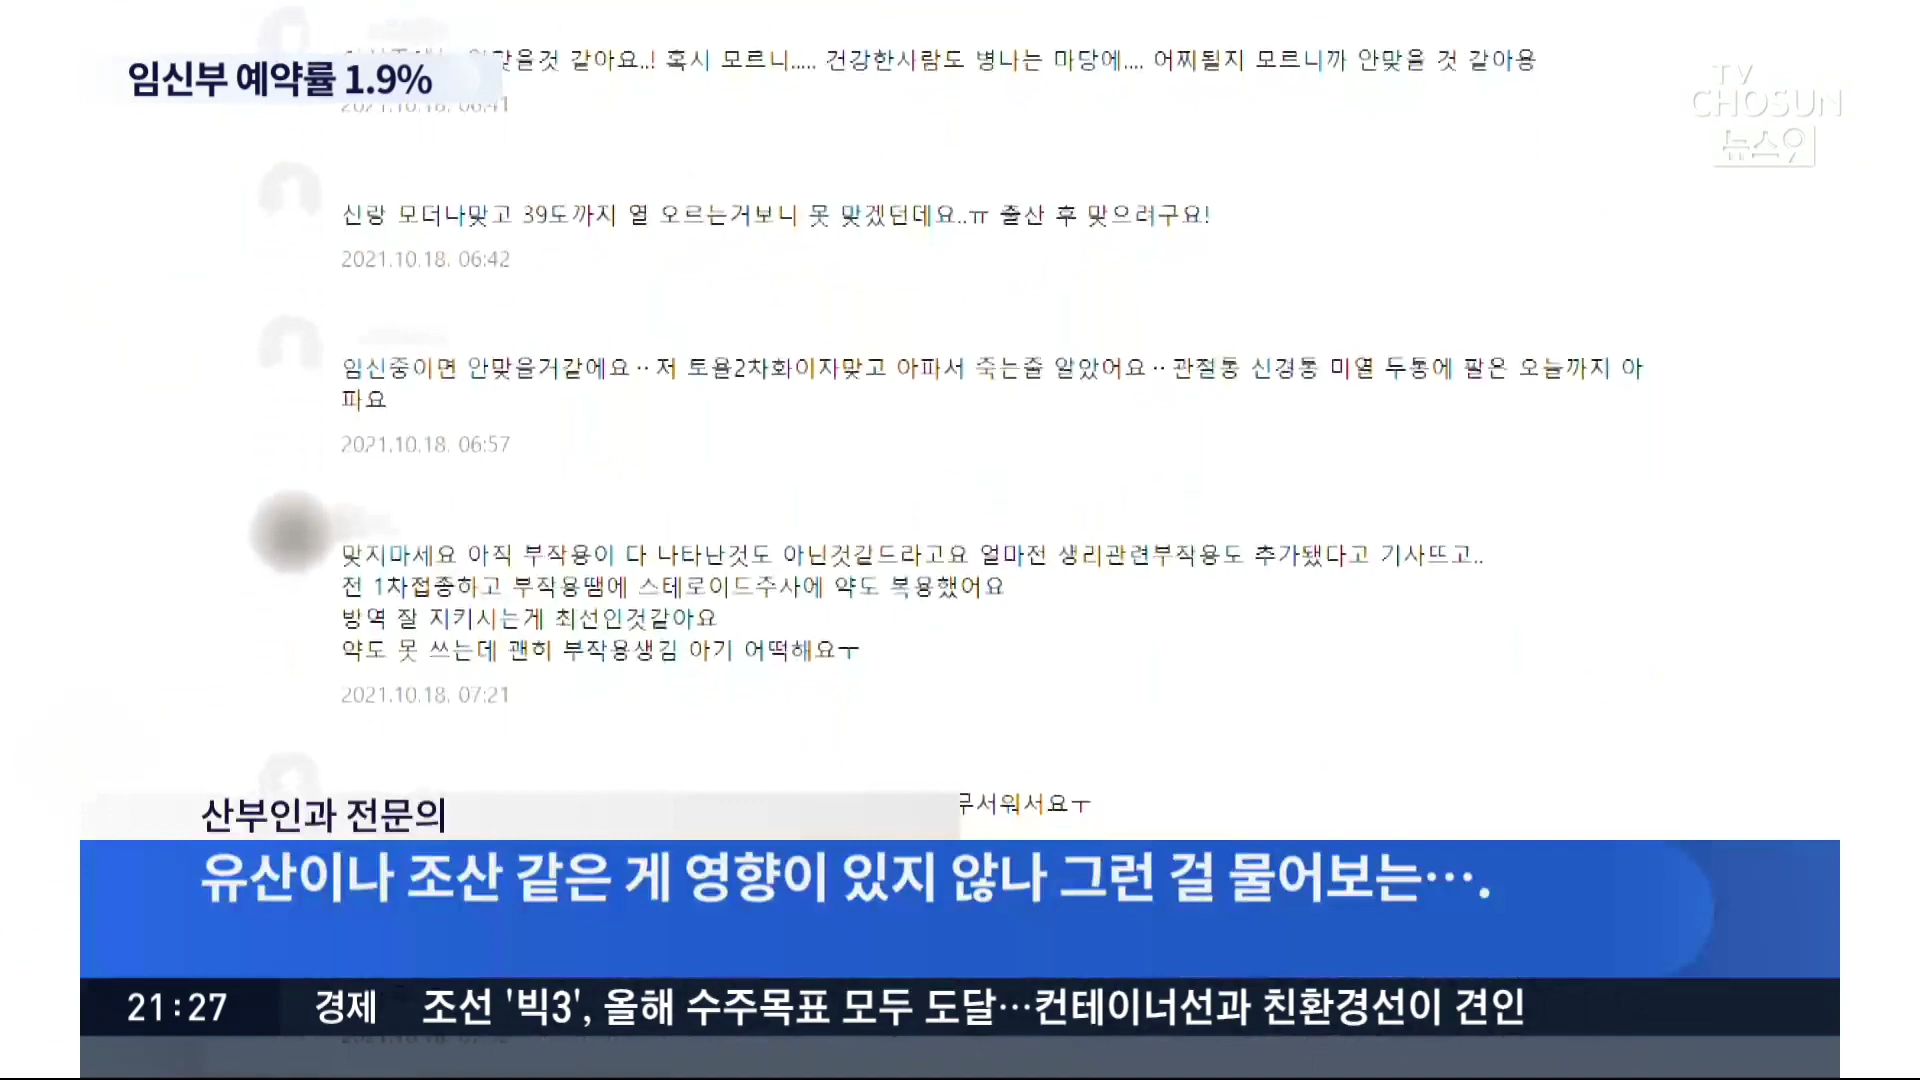 임신부 예약률 1.9%
맞을것 같아요..! 혹시 모르니..... 건강한사람도 병나는 마당에.... 어찌될지 모르니까 안맞을 것 같아용
TV
CHOSUN
뉴스9
신랑 모더나맞고 39도까지 열 오르는거보니 못 맞겠던데요..ㅠ 출산 후 맞으려구요!
2021.10.18. 06:42
임신중이면 안맞을거같에요‥저 토욜2차화이자맞고 아파서 죽는줄 알았어요‥관절통 신경통 미열 두통에 팔은 오늘까지 아
파요
2021.10.18. 06:57
맞지마세요 아직 부작용이 다 나타난것도 아닌것같드라고요 얼마전 생리관련부작용도 추가됐다고 기사뜨고..
전 1차접종하고 부작용땜에 스테로이드주사에 약도 복용했어요
방역 잘 지키시는게 최선인것같아요
약도 못 쓰는데 괜히 부작용생김 아기 어떡해요ㅜ
2021.10.18. 07:21
무서워서요ㅜ
산부인과 전문의
유산이나 조산 같은 게 영향이 있지 않나 그런 걸 물어보는….
21:27 경제 조선 '빅3', 올해 수주목표 모두 도달…컨테이너선과 친환경선이 견인